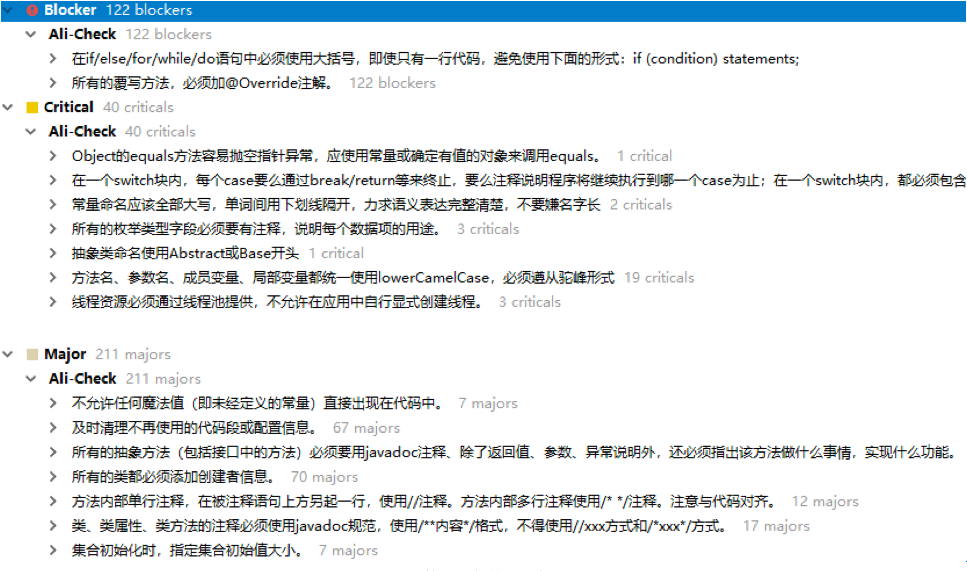 Blocker 122 blockers
Ali-Check 122 blockers
在if/else/for/while/do语句中必须使用大括号，即使只有一行代码，避免使用下面的形式：if (condition) statements;
所有的覆写方法，必须加@Override注解。 122 blockers
Critical 40 criticals
Ali-Check 40 criticals
Object的equals方法容易抛空指针异常，应使用常量或确定有值的对象来调用equals。 1 critical
在一个switch块内，每个case要么通过break/return等来终止，要么注释说明程序将继续执行到哪一个case为止；在一个switch块内，都必须包含
常量命名应该全部大写，单词间用下划线隔开，力求语义表达完整清楚，不要嫌名字长 2 criticals
所有的枚举类型字段必须要有注释，说明每个数据项的用途。 3 criticals
抽象类命名使用Abstract或Base开头 1 critical
方法名、参数名、成员变量、局部变量都统一使用lowerCamelCase，必须遵从驼峰形式 19 criticals
线程资源必须通过线程池提供，不允许在应用中自行显式创建线程。 3 criticals
Major 211 majors
Ali-Check 211 majors
不允许任何魔法值（即未经定义的常量）直接出现在代码中。 7 majors
及时清理不再使用的代码段或配置信息。 67 majors
所有的抽象方法（包括接口中的方法）必须要用javadoc注释、除了返回值、参数、异常说明外，还必须指出该方法做什么事情，实现什么功能。
所有的类都必须添加创建者信息。 70 majors
方法内部单行注释，在被注释语句上方另起一行，使用//注释。方法内部多行注释使用/* */注释。注意与代码对齐。 12 majors
类、类属性、类方法的注释必须使用javadoc规范，使用/**内容*/格式，不得使用//xxx方式和/*xxx*/方式。 17 majors
集合初始化时，指定集合初始值大小。 7 majors